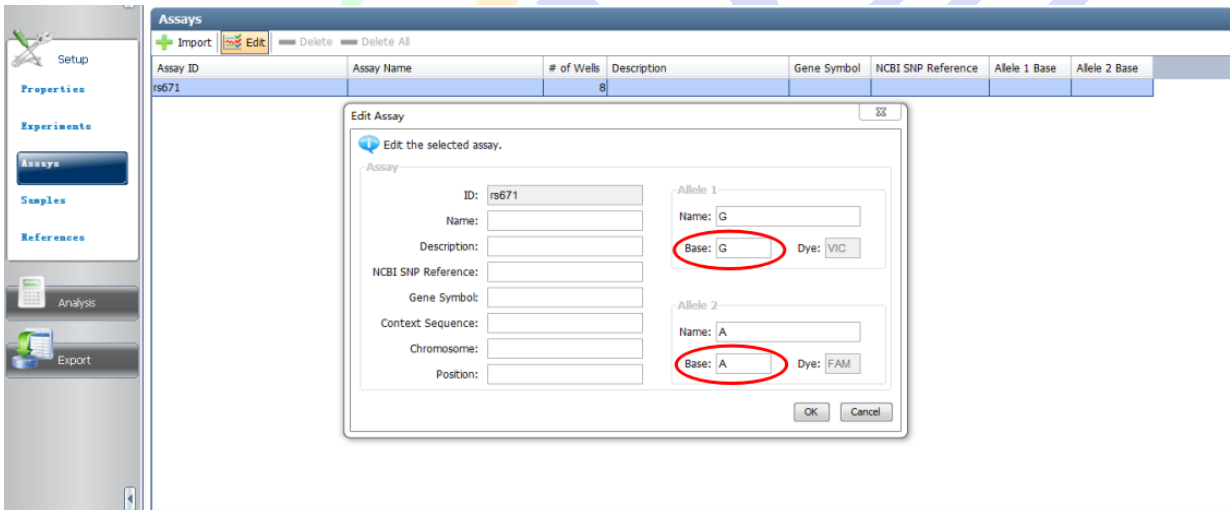 Assays
Import Edit Delete Delete All
Setup
Assay ID Assay Name # of Wells Description Gene Symbol NCBI SNP Reference Allele 1 Base Allele 2 Base
rs671 8
Properties
Experiments
Assays
Samples
References
Analysis
Export
Edit Assay
Edit the selected assay.
Assay
ID: rs671
Name:
Description:
NCBI SNP Reference:
Gene Symbol:
Context Sequence:
Chromosome:
Position:
Allele 1
Name: G
Base: G Dye: VIC
Allele 2
Name: A
Base: A Dye: FAM
OK Cancel